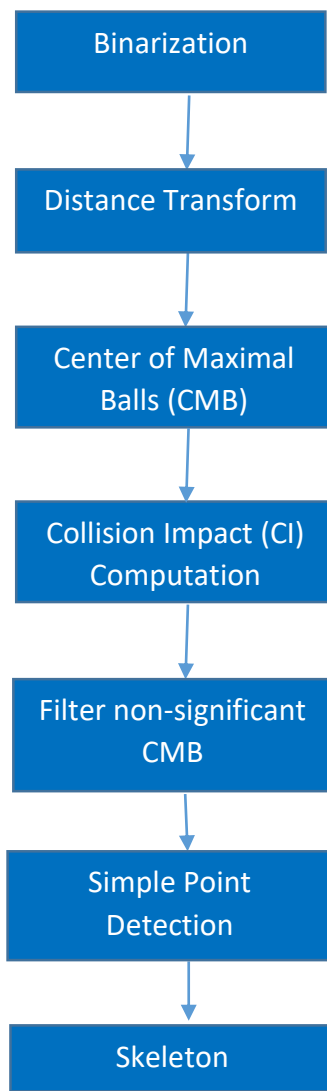 Binarization
Distance Transform
Center of Maximal
Balls (CMB)
Collision Impact (CI)
Computation
Filter non-significant
CMB
Simple Point
Detection
Skeleton